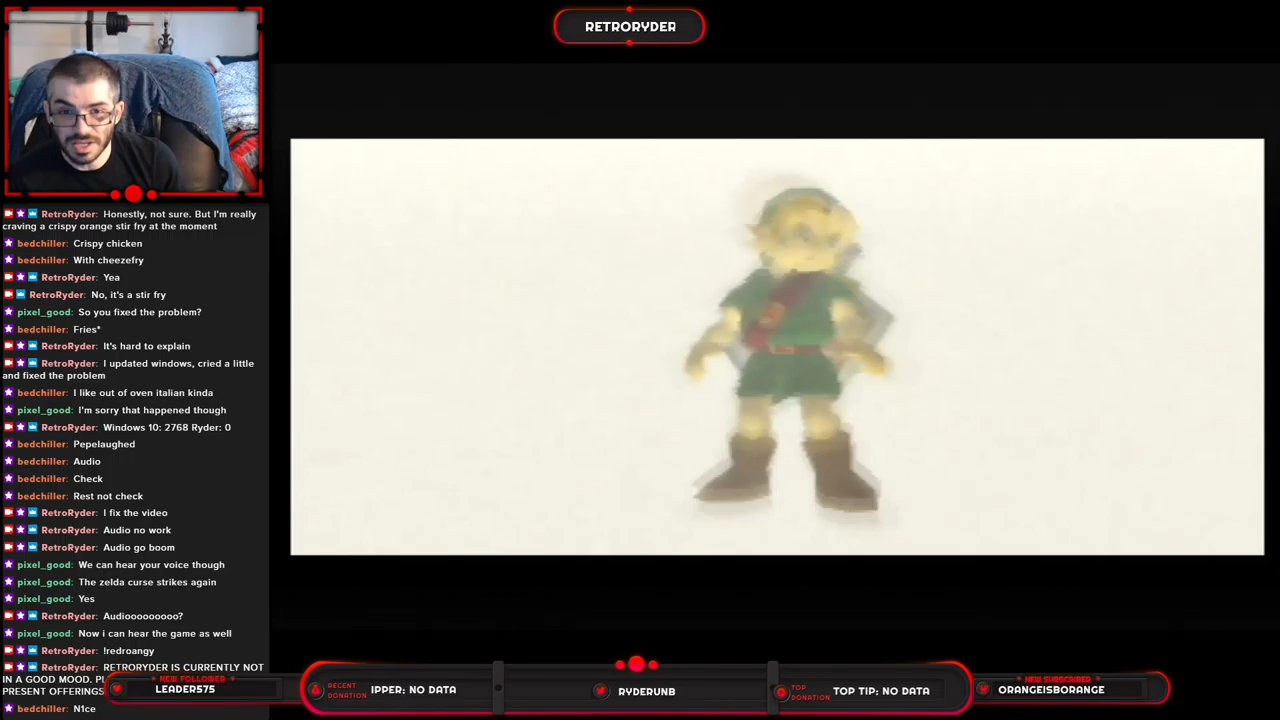 RETRORYDER
RetroRyder: Honestly, not sure. But I'm really
craving a crispy orange stir fry at the moment
bedchiller: Crispy chicken
bedchiller: With cheezefry
RetroRyder: Yea
RetroRyder: No, it's a stir fry
pixel_good: So you fixed the problem?
bedchiller: Fries*
RetroRyder: It's hard to explain
RetroRyder: I updated windows, cried a little
and fixed the problem
bedchiller: I like out of oven italian kinda
pixel_good: I'm sorry that happened though
RetroRyder: Windows 10: 2768 Ryder: 0
bedchiller: Pepelaughed
bedchiller: Audio
bedchiller: Check
bedchiller: Rest not check
RetroRyder: I fix the video
RetroRyder: Audio no work
RetroRyder: Audio go boom
pixel_good: We can hear your voice though
pixel_good: The zelda curse strikes again
pixel_good: Yes
RetroRyder: Audiooooooooo?
pixel_good: Now i can hear the game as well
RetroRyder: !redroangy
RetroRyder: RETRORYDER IS CURRENTLY NOT
IN A GOOD MOOD.
PRESENT OFFERINGS
bedchiller: N1ce
NEW FOLLOWER
LEADER575
RECENT
DONATION
IPPER: NO DATA
RYDERUNB
TOP
DONATION
TOP TIP: NO DATA
NEW SUBSCRIBER
ORANGEISBORANGE